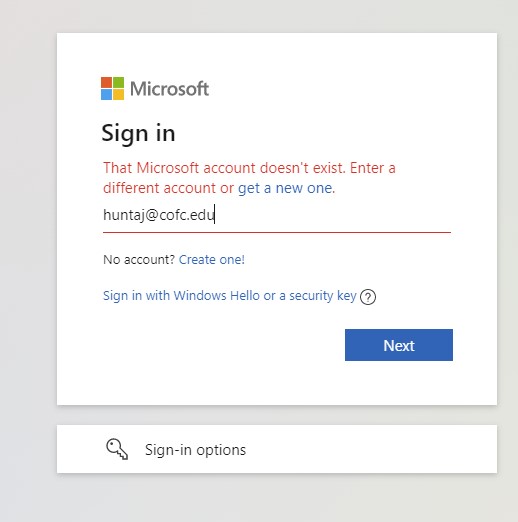 Microsoft
Sign in
That Microsoft account doesn't exist. Enter a
different account or get a new one.
huntaj@cofc.edu
No account? Create one!
Sign in with Windows Hello or a security key ?
Next
Sign-in options